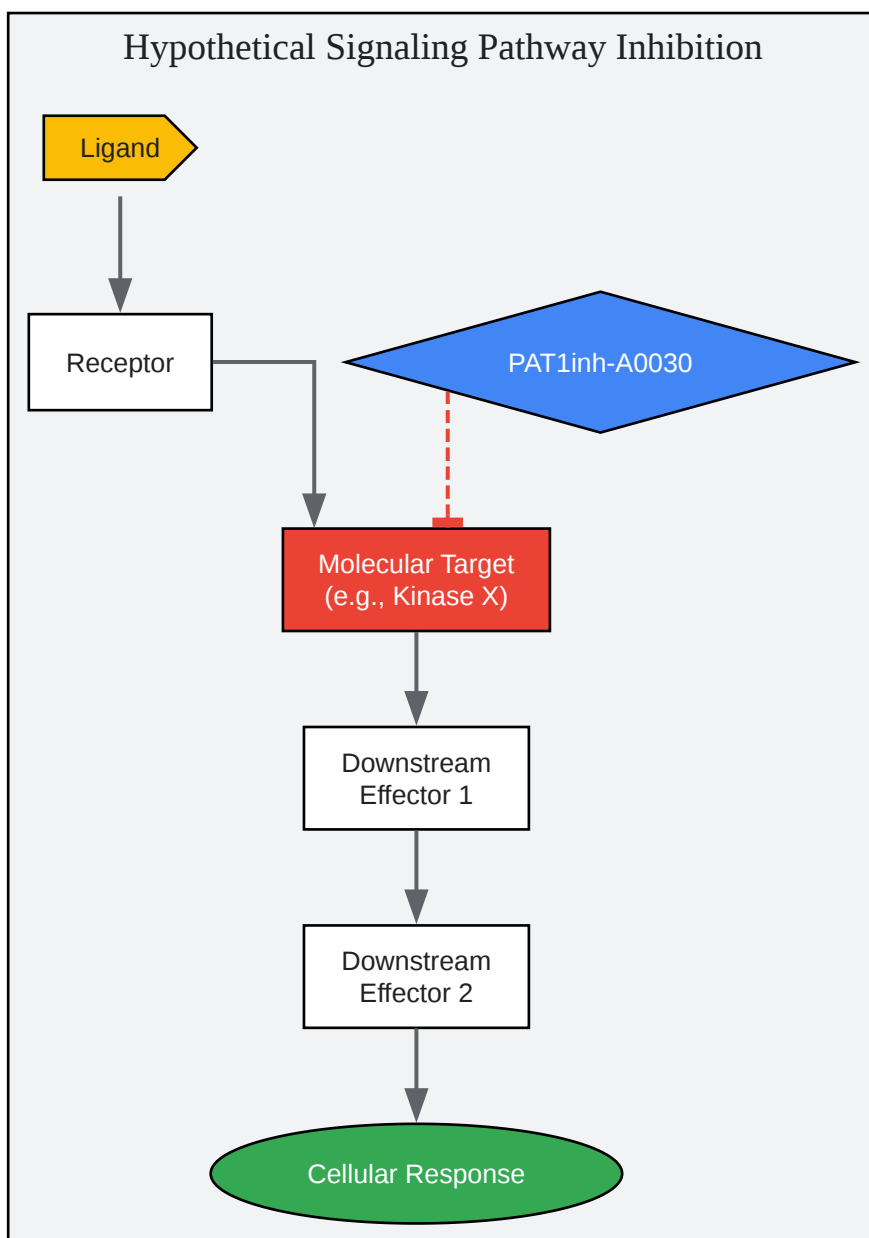 Hypothetical Signaling Pathway Inhibition
Ligand
Receptor
PAT1inh-A0030
Molecular Target
(e.g., Kinase X)
Downstream
Effector 1
Downstream
Effector 2
Cellular Response